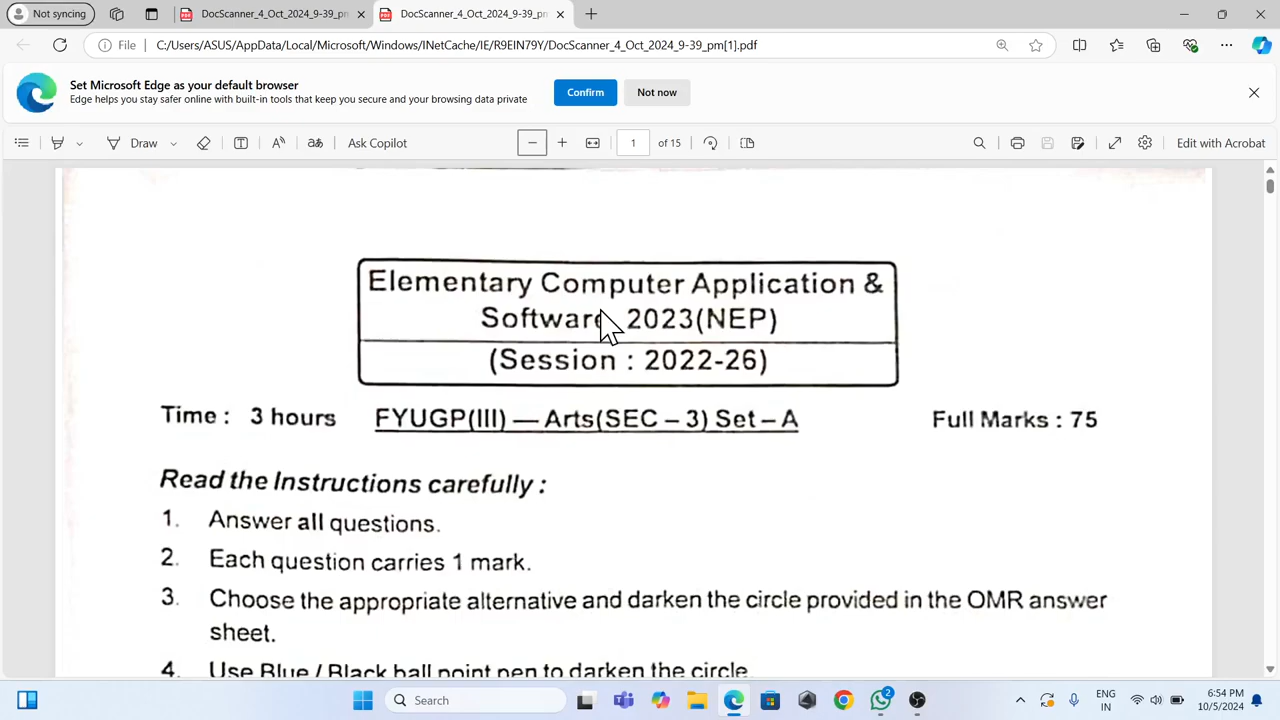 Not syncing
DocScanner_4_Oct_2024_9-39_pm
DocScanner_4_Oct_2024_9-39_pm
File
C:/Users/ASUS/AppData/Local/Microsoft/Windows/INetCache/IE/R9EIN79Y/DocScanner_4_Oct_2024_9-39_pm[1].pdf
Set Microsoft Edge as your default browser
Edge helps you stay safer online with built-in tools that keep you secure and your browsing data private
Confirm
Not now
Draw
Ask Copilot
1
of 15
Edit with Acrobat
Elementary Computer Application &
Software 2023(NEP)
(Session : 2022-26)
Time : 3 hours FYUGP(III) — Arts(SEC – 3) Set – A Full Marks : 75
Read the Instructions carefully :
1. Answer all questions.
2. Each question carries 1 mark.
3. Choose the appropriate alternative and darken the circle provided in the OMR answer
sheet.
4. Use Blue / Black ball point pen to darken the circle.
Search
2
ENG
IN
6:54 PM
10/5/2024